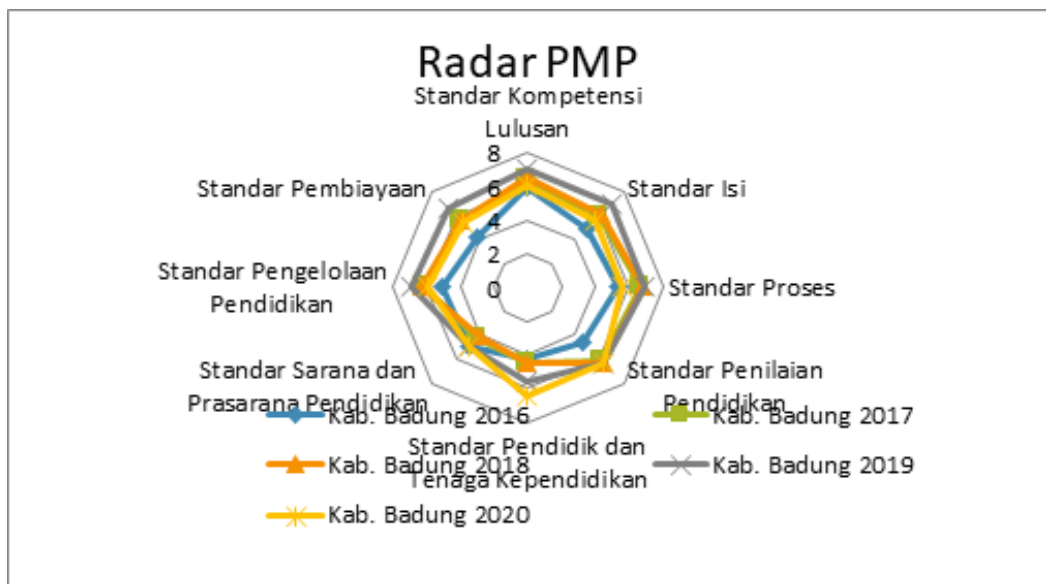 Radar PMP
Standar Kompetensi
Lulusan
8
6
4
2
0
Standar Isi
Standar Proses
Standar Penilaian
Pendidikan
Standar Pendidik dan
Tenaga Kependidikan
Standar Sarana dan
Prasarana Pendidikan
Standar Pengelolaan
Pendidikan
Standar Pembiayaan
Kab. Badung 2016
Kab. Badung 2017
Kab. Badung 2018
Kab. Badung 2019
Kab. Badung 2020